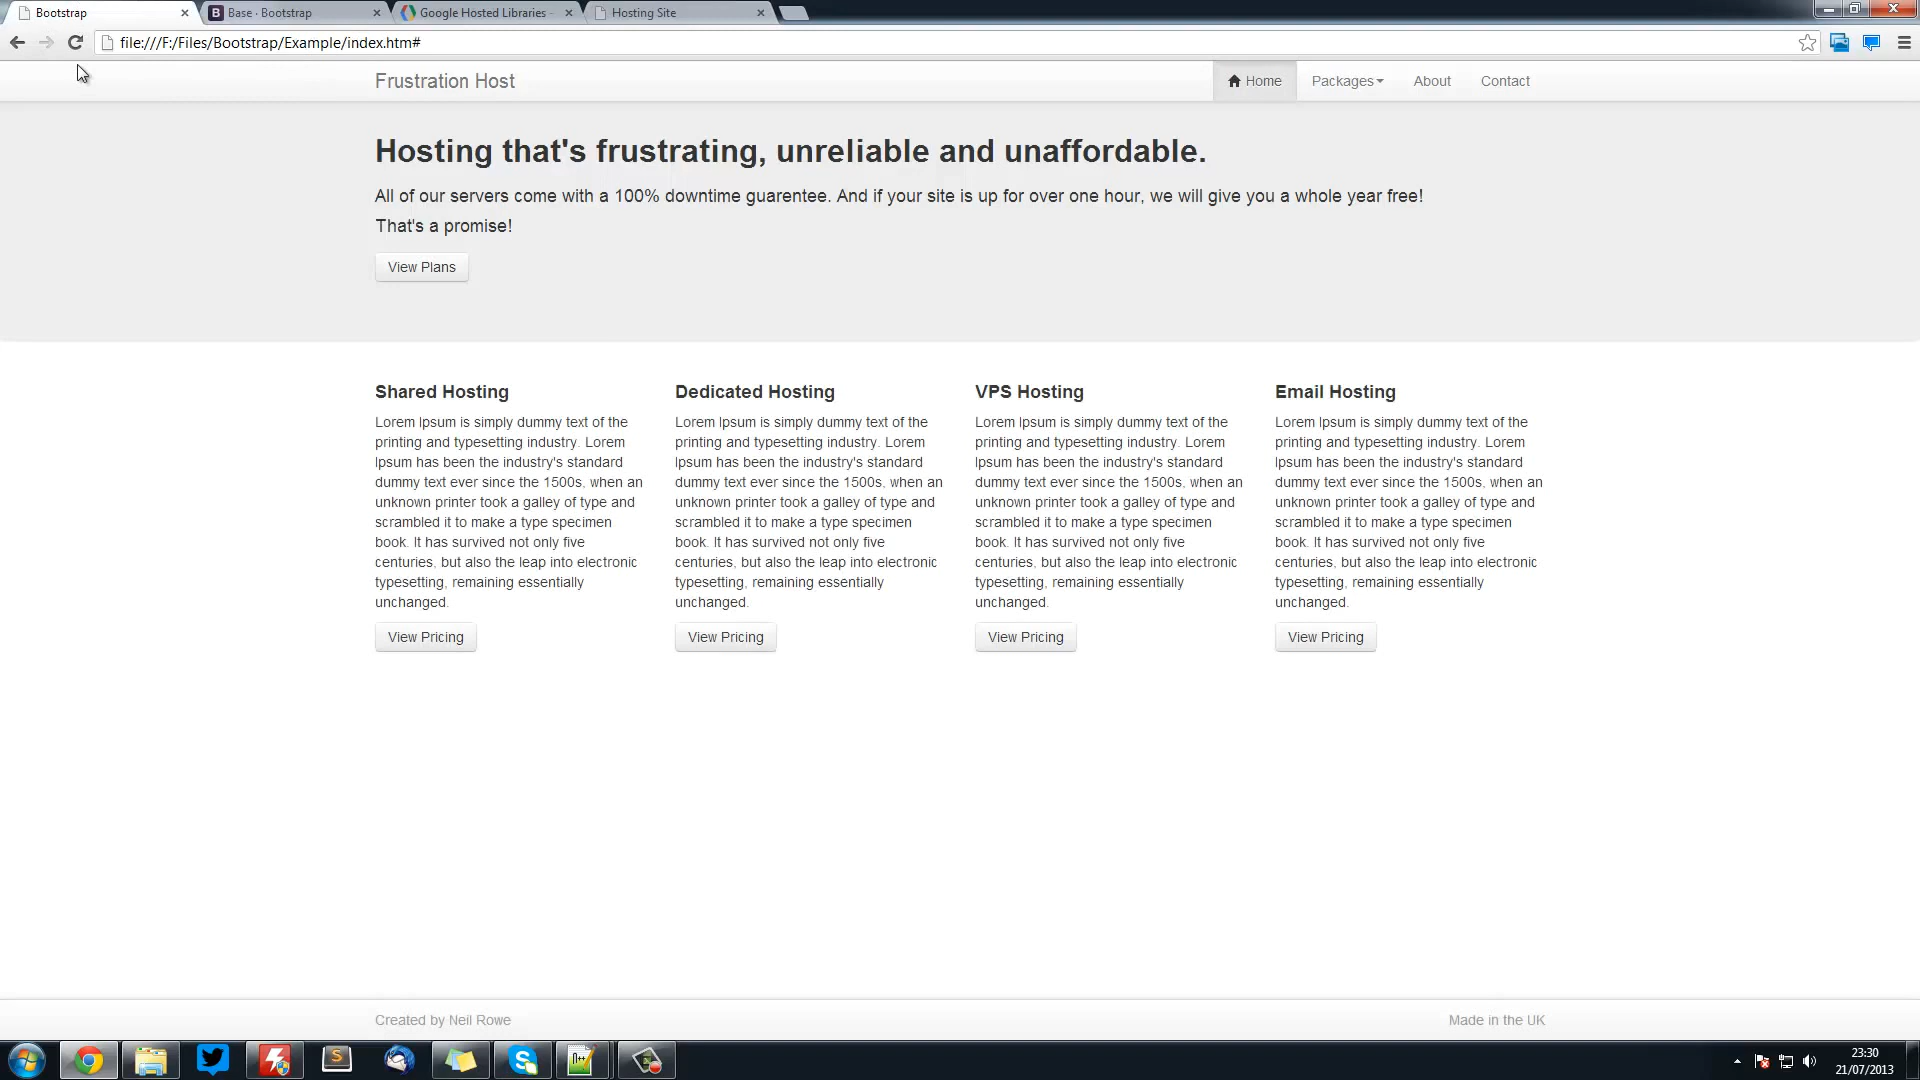 Bootstrap
Base · Bootstrap
Google Hosted Libraries -
Hosting Site
file:///F:/Files/Bootstrap/Example/index.htm#
Frustration Host
Home
Packages
About
Contact
Hosting that's frustrating, unreliable and unaffordable.
All of our servers come with a 100% downtime guarentee. And if your site is up for over one hour, we will give you a whole year free!
That's a promise!
View Plans
Shared Hosting
Lorem Ipsum is simply dummy text of the
printing and typesetting industry. Lorem
Ipsum has been the industry's standard
dummy text ever since the 1500s, when an
unknown printer took a galley of type and
scrambled it to make a type specimen
book. It has survived not only five
centuries, but also the leap into electronic
typesetting, remaining essentially
unchanged.
View Pricing
Dedicated Hosting
Lorem Ipsum is simply dummy text of the
printing and typesetting industry. Lorem
Ipsum has been the industry's standard
dummy text ever since the 1500s, when an
unknown printer took a galley of type and
scrambled it to make a type specimen
book. It has survived not only five
centuries, but also the leap into electronic
typesetting, remaining essentially
unchanged.
View Pricing
VPS Hosting
Lorem Ipsum is simply dummy text of the
printing and typesetting industry. Lorem
Ipsum has been the industry's standard
dummy text ever since the 1500s, when an
unknown printer took a galley of type and
scrambled it to make a type specimen
book. It has survived not only five
centuries, but also the leap into electronic
typesetting, remaining essentially
unchanged.
View Pricing
Email Hosting
Lorem Ipsum is simply dummy text of the
printing and typesetting industry. Lorem
Ipsum has been the industry's standard
dummy text ever since the 1500s, when an
unknown printer took a galley of type and
scrambled it to make a type specimen
book. It has survived not only five
centuries, but also the leap into electronic
typesetting, remaining essentially
unchanged.
View Pricing
Created by Neil Rowe
Made in the UK
23:30
21/07/2013